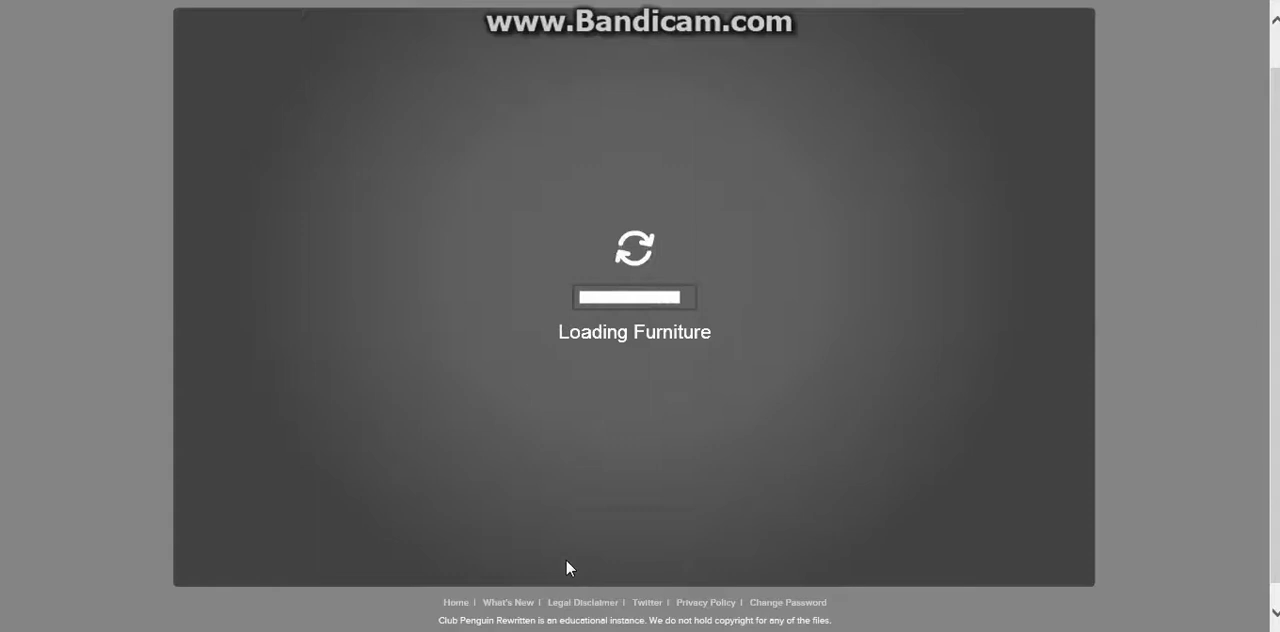 www.Bandicam.com
Loading Furniture
Home | What's New | Legal Disclaimer | Twitter | Privacy Policy | Change Password
Club Penguin Rewritten is an educational instance. We do not hold copyright for any of the files.